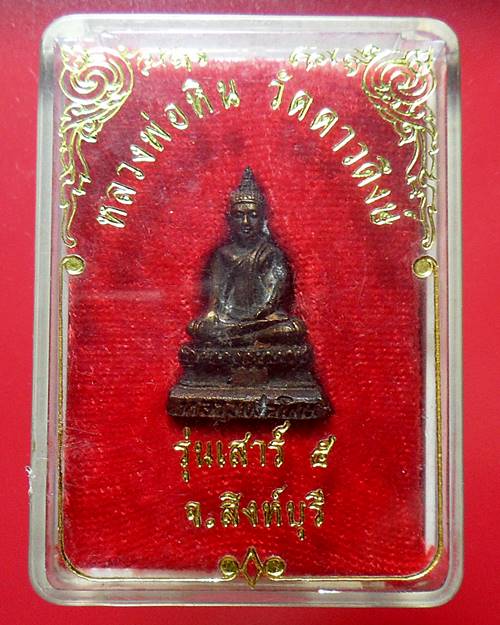 หลวงพ่อหิน วัดดาวดึงษ์
รุ่นเสาร์ ๕
จ.สิงห์บุรี